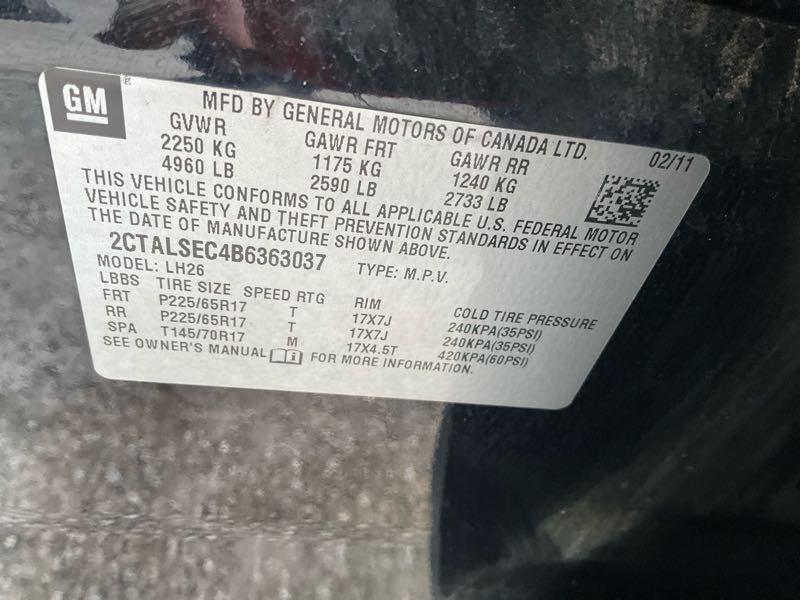 GM ®
MFD BY GENERAL MOTORS OF CANADA LTD.
GVWR GAWR FRT GAWR RR 02/11
2250 KG 1175 KG 1240 KG
4960 LB 2590 LB 2733 LB
THIS VEHICLE CONFORMS TO ALL APPLICABLE U.S. FEDERAL MOTOR
VEHICLE SAFETY AND THEFT PREVENTION STANDARDS IN EFFECT ON
THE DATE OF MANUFACTURE SHOWN ABOVE.
2CTALSEC4B6363037 TYPE: M.P.V.
MODEL: LH26
LBBS TIRE SIZE SPEED RTG RIM COLD TIRE PRESSURE
FRT P225/65R17 T 17X7J 240KPA(35PSI)
RR P225/65R17 T 17X7J 240KPA(35PSI)
SPA T145/70R17 M 17X4.5T 420KPA(60PSI)
SEE OWNER'S MANUAL FOR MORE INFORMATION.